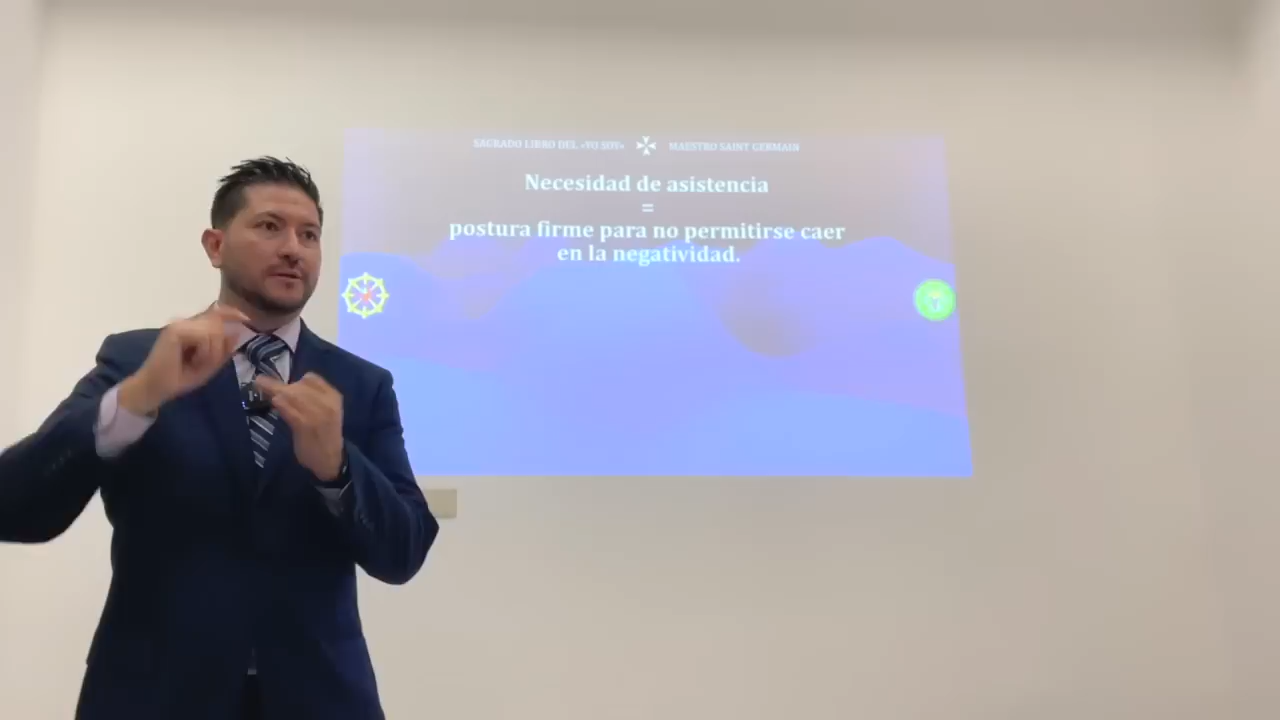 SAGRADO LIBRO DEL «YO SOY» MAESTRO SAINT GERMAIN
Necesidad de asistencia
=
postura firme para no permitirse caer
en la negatividad.